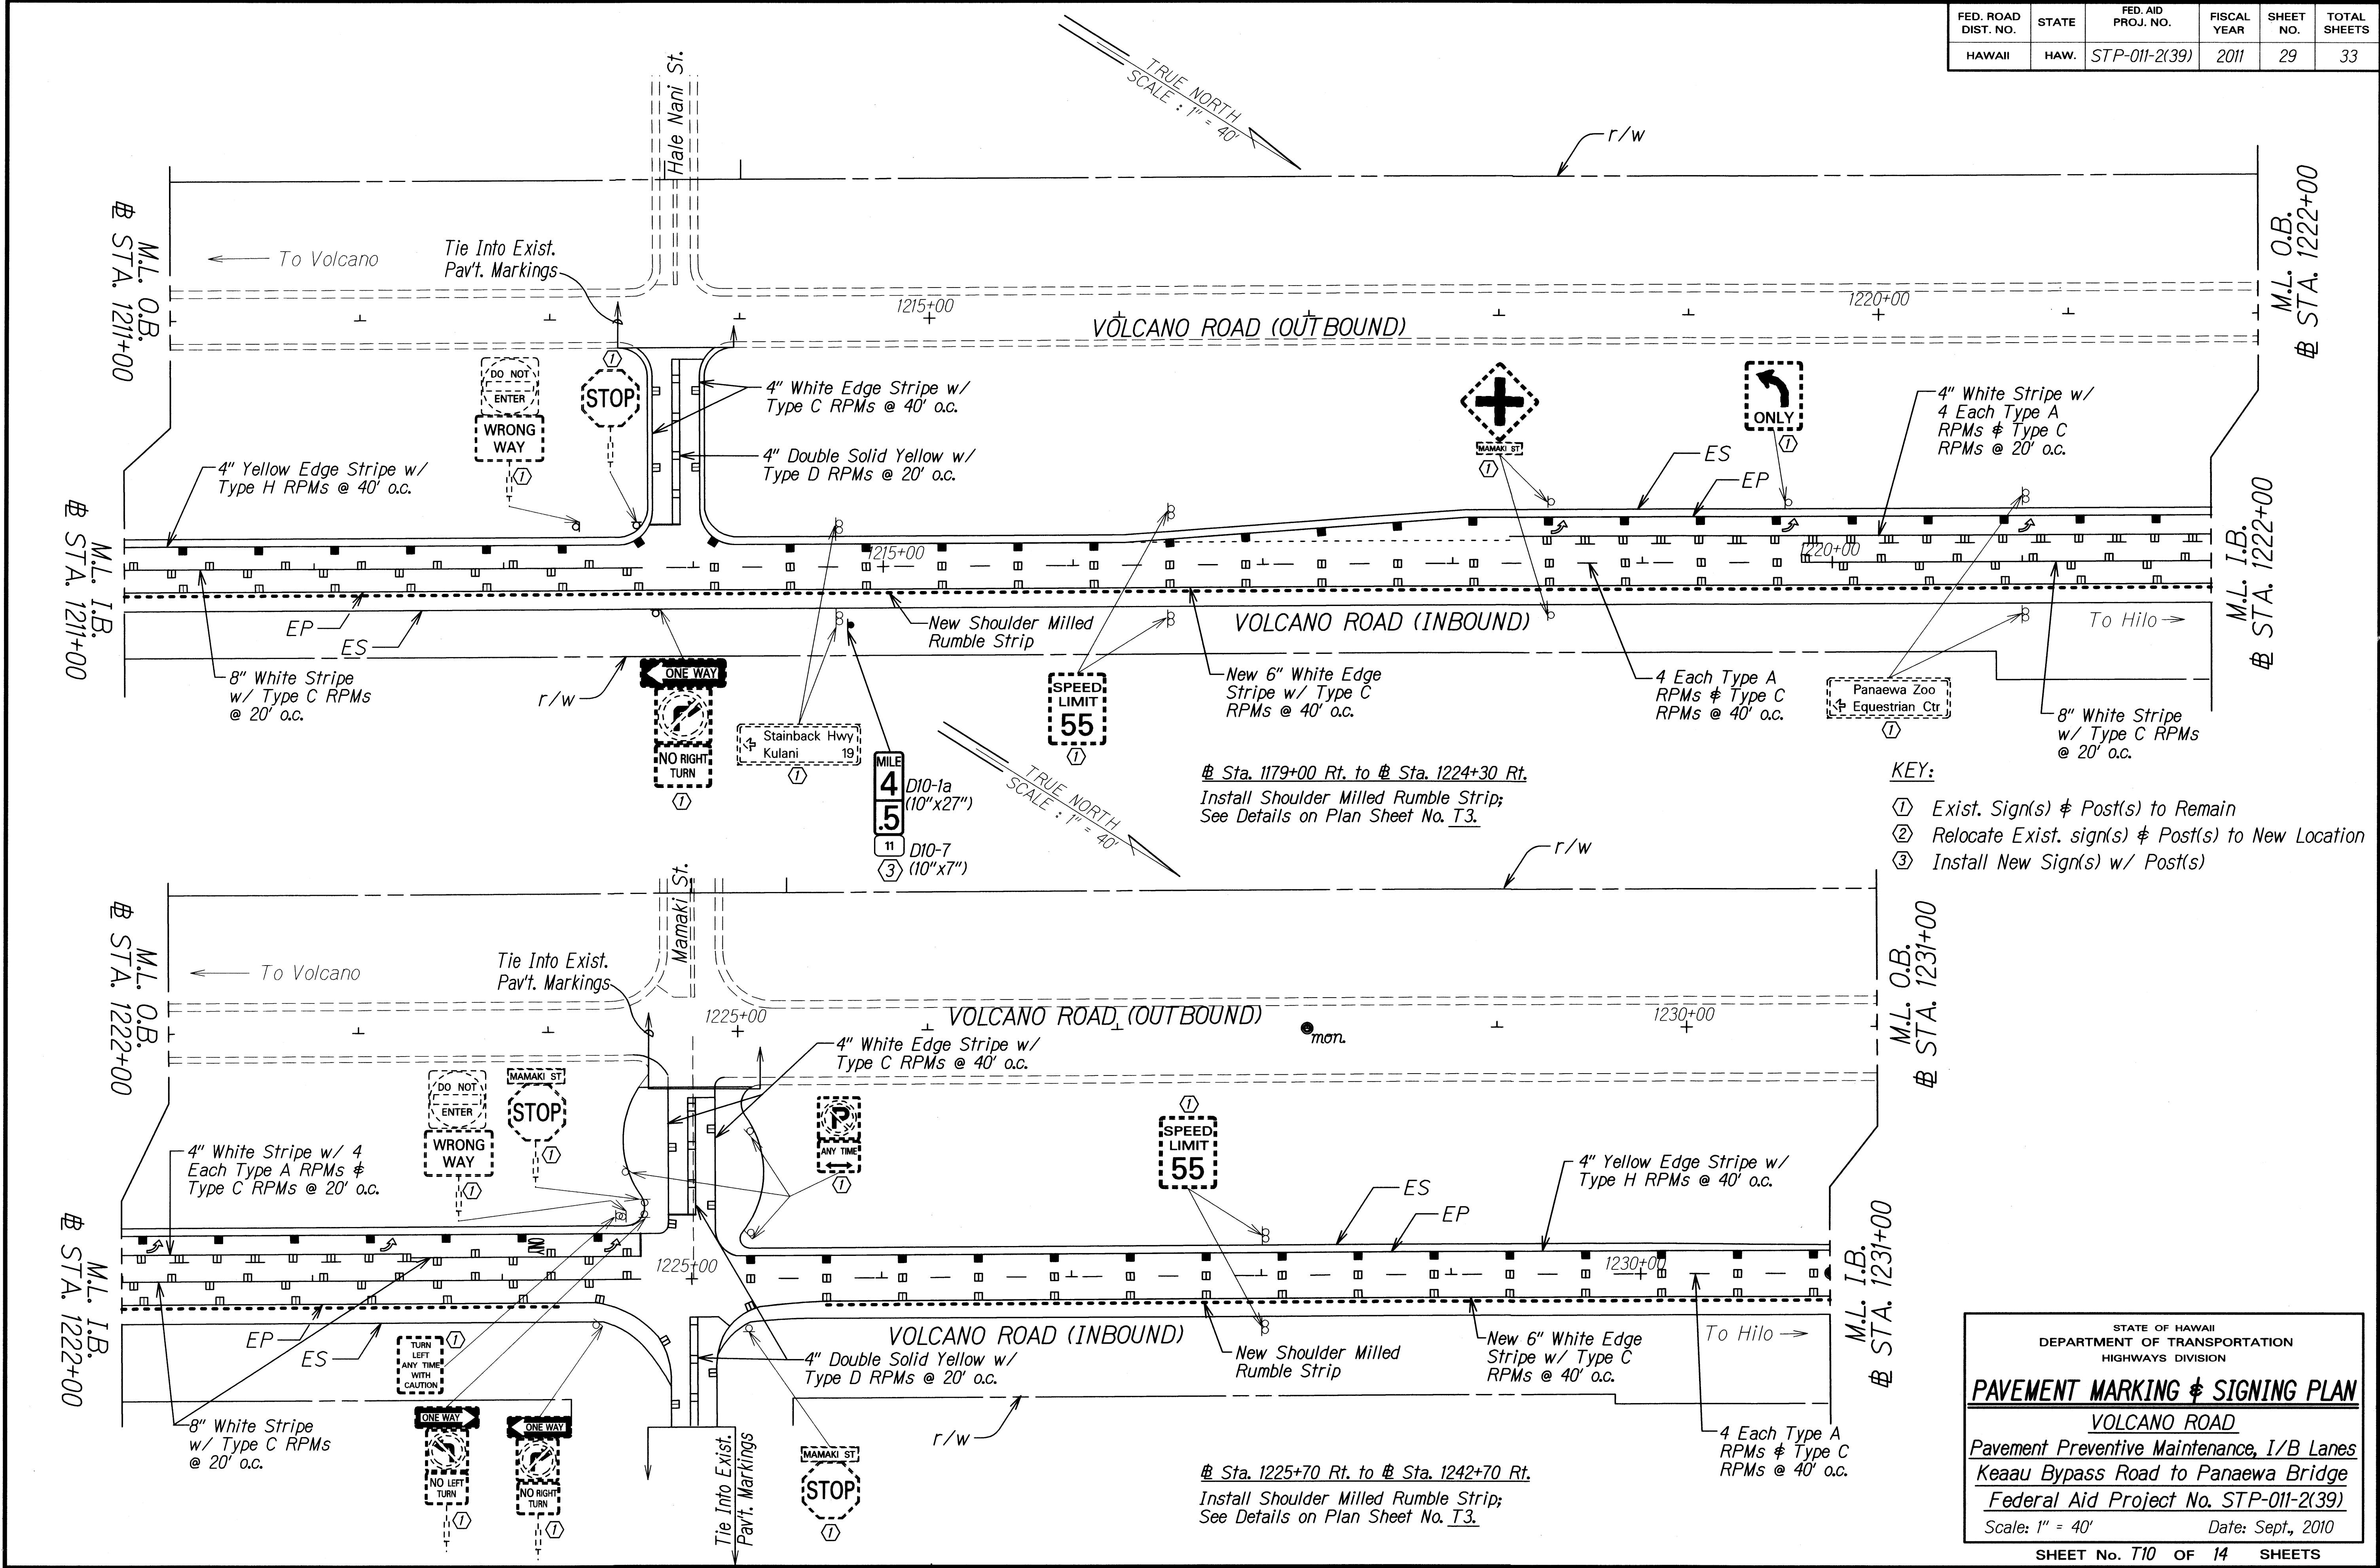 FED. ROAD DIST. NO.
STATE
FED. AID PROJ. NO.
FISCAL YEAR
SHEET NO.
TOTAL SHEETS
HAWAII
HAW.
STP-011-2(39)
2011
29
33
TRUE NORTH
SCALE : 1" = 40'
Hale Nani St.
r/w
M.L. O.B.
℄ STA. 1211+00
To Volcano
Tie Into Exist.
Pav't. Markings
1215+00
VOLCANO ROAD (OUTBOUND)
1220+00
M.L. O.B.
℄ STA. 1222+00
DO NOT
ENTER
WRONG
WAY
1
STOP
1
4" White Edge Stripe w/
Type C RPMs @ 40' o.c.
4" Double Solid Yellow w/
Type D RPMs @ 20' o.c.
MAMAKI ST
1
ONLY
1
4" White Stripe w/
4 Each Type A
RPMs & Type C
RPMs @ 20' o.c.
4" Yellow Edge Stripe w/
Type H RPMs @ 40' o.c.
ES
EP
M.L. I.B.
℄ STA. 1211+00
1215+00
1220+00
M.L. I.B.
℄ STA. 1222+00
EP
ES
New Shoulder Milled
Rumble Strip
VOLCANO ROAD (INBOUND)
To Hilo
8" White Stripe
w/ Type C RPMs
@ 20' o.c.
r/w
ONE WAY
NO RIGHT
TURN
1
Stainback Hwy
Kulani 19
1
MILE
4
.5
D10-1a
(10"x27")
11
D10-7
(10"x7")
3
SPEED
LIMIT
55
1
New 6" White Edge
Stripe w/ Type C
RPMs @ 40' o.c.
4 Each Type A
RPMs & Type C
RPMs @ 40' o.c.
Panaewa Zoo
Equestrian Ctr
1
8" White Stripe
w/ Type C RPMs
@ 20' o.c.
TRUE NORTH
SCALE : 1" = 40'
℄ Sta. 1179+00 Rt. to ℄ Sta. 1224+30 Rt.
Install Shoulder Milled Rumble Strip;
See Details on Plan Sheet No. T3.
KEY:
1 Exist. Sign(s) & Post(s) to Remain
2 Relocate Exist. sign(s) & Post(s) to New Location
3 Install New Sign(s) w/ Post(s)
Mamaki St.
r/w
M.L. O.B.
℄ STA. 1222+00
To Volcano
Tie Into Exist.
Pav't. Markings
1225+00
VOLCANO ROAD (OUTBOUND)
mon.
1230+00
M.L. O.B.
℄ STA. 1231+00
4" White Edge Stripe w/
Type C RPMs @ 40' o.c.
DO NOT
ENTER
WRONG
WAY
1
MAMAKI ST
STOP
1
P
ANY TIME
1
1
SPEED
LIMIT
55
4" White Stripe w/ 4
Each Type A RPMs &
Type C RPMs @ 20' o.c.
4" Yellow Edge Stripe w/
Type H RPMs @ 40' o.c.
ES
EP
ONLY
M.L. I.B.
℄ STA. 1222+00
1225+00
1230+00
M.L. I.B.
℄ STA. 1231+00
EP
ES
TURN
LEFT
ANY TIME
WITH
CAUTION
1
VOLCANO ROAD (INBOUND)
To Hilo
4" Double Solid Yellow w/
Type D RPMs @ 20' o.c.
New Shoulder Milled
Rumble Strip
New 6" White Edge
Stripe w/ Type C
RPMs @ 40' o.c.
8" White Stripe
w/ Type C RPMs
@ 20' o.c.
ONE WAY
NO LEFT
TURN
1
ONE WAY
NO RIGHT
TURN
1
Tie Into Exist.
Pav't. Markings
MAMAKI ST
STOP
1
r/w
4 Each Type A
RPMs & Type C
RPMs @ 40' o.c.
℄ Sta. 1225+70 Rt. to ℄ Sta. 1242+70 Rt.
Install Shoulder Milled Rumble Strip;
See Details on Plan Sheet No. T3.
STATE OF HAWAII
DEPARTMENT OF TRANSPORTATION
HIGHWAYS DIVISION
PAVEMENT MARKING & SIGNING PLAN
VOLCANO ROAD
Pavement Preventive Maintenance, I/B Lanes
Keaau Bypass Road to Panaewa Bridge
Federal Aid Project No. STP-011-2(39)
Scale: 1" = 40' Date: Sept., 2010
SHEET No. T10 OF 14 SHEETS